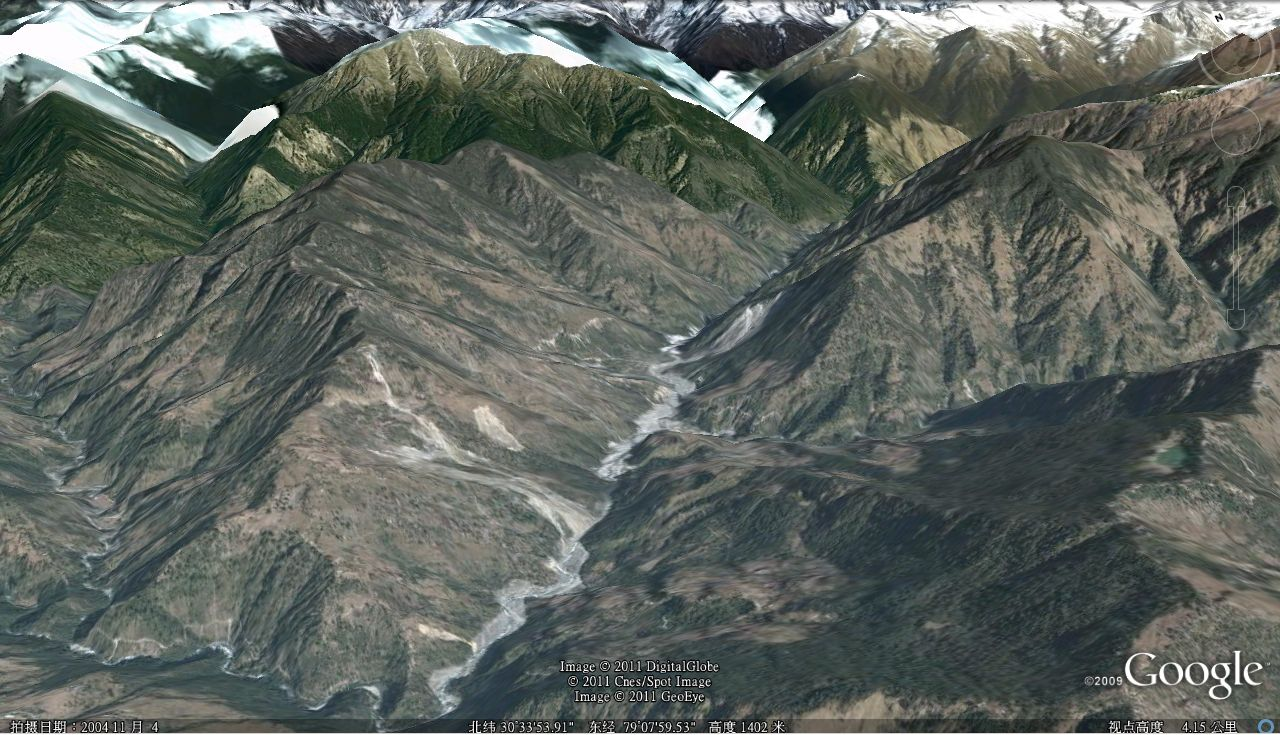 N
Image © 2011 DigitalGlobe
© 2011 Cnes/Spot Image
Image © 2011 GeoEye
©2009 Google™
拍摄日期：2004 11 月 4 北纬 30°33'53.91" 东经 79°07'59.53" 高度 1402 米 视点高度 4.15 公里